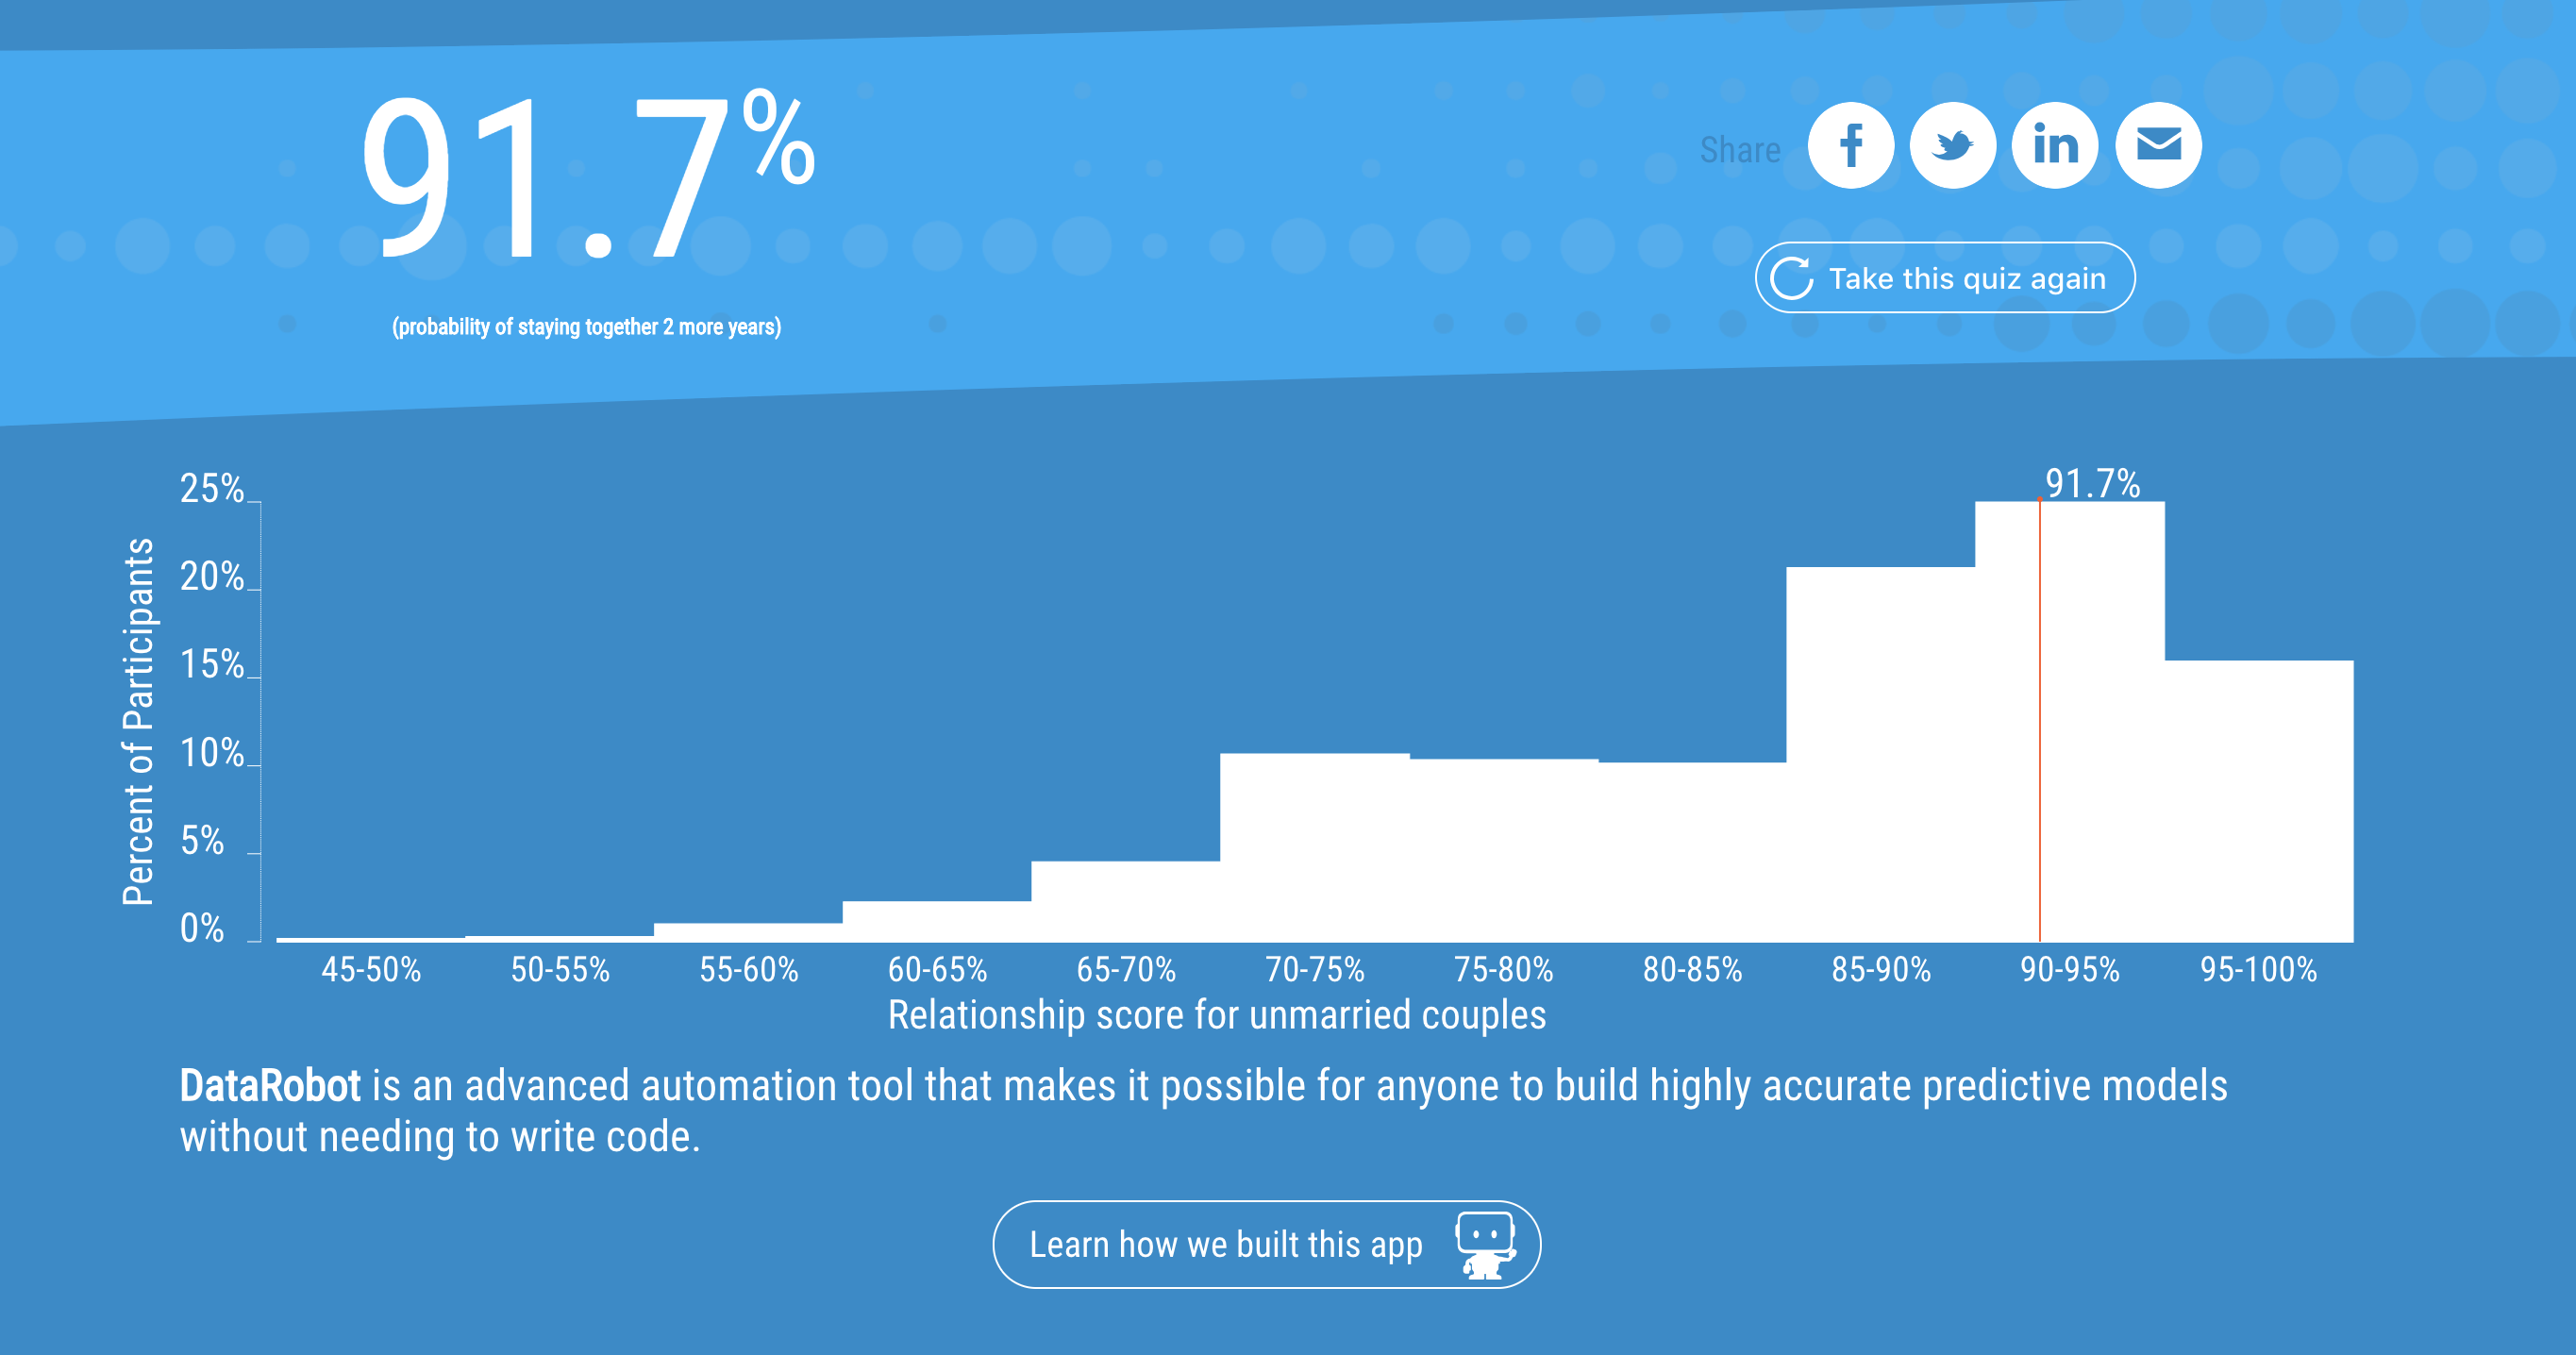 91.7%
Share
Take this quiz again
(probability of staying together 2 more years)
91.7%
25%
20%
15%
10%
5%
0%
Percent of Participants
45-50% 50-55% 55-60% 60-65% 65-70% 70-75% 75-80% 80-85% 85-90% 90-95% 95-100%
Relationship score for unmarried couples
DataRobot is an advanced automation tool that makes it possible for anyone to build highly accurate predictive models
without needing to write code.
Learn how we built this app